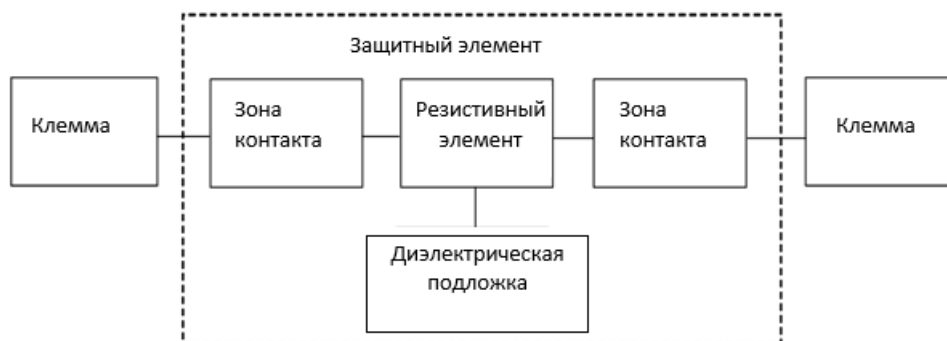 Защитный элемент
Клемма
Зона
контакта
Резистивный
элемент
Зона
контакта
Клемма
Диэлектрическая
подложка